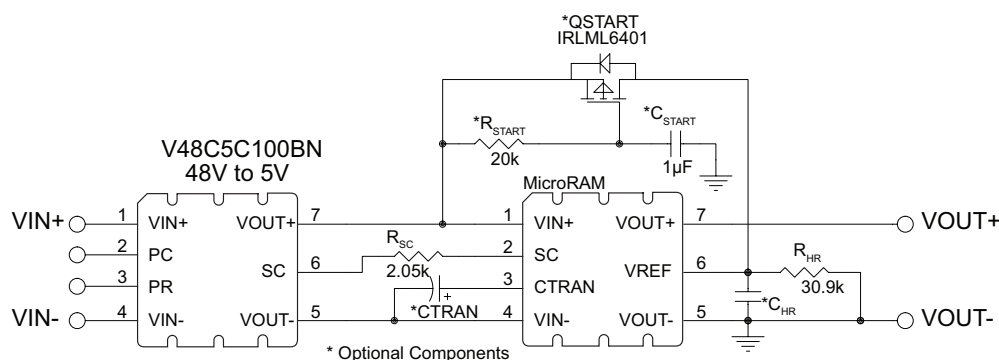 *QSTART
IRLML6401
*RSTART
20k
*CSTART
1µF
V48C5C100BN
48V to 5V
MicroRAM
VIN+
1
VIN+
VOUT+
7
1
VIN+
VOUT+
7
VOUT+
2
PC
SC
6
RSC
2.05k
2
SC
VREF
6
RHR
30.9k
3
PR
3
CTRAN
+
*CTRAN
*CHR
VIN-
4
VIN-
VOUT-
5
4
VIN-
VOUT-
5
VOUT-
* Optional Components